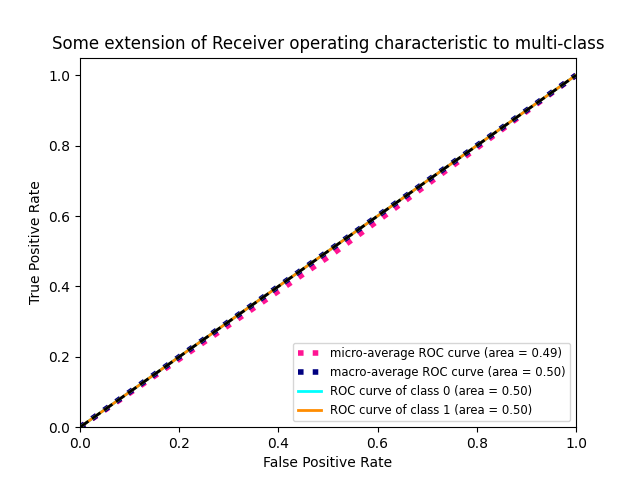 Some extension of Receiver operating characteristic to multi-class
1.0
0.8
0.6
0.4
0.2
0.0
True Positive Rate
micro-average ROC curve (area = 0.49)
macro-average ROC curve (area = 0.50)
ROC curve of class 0 (area = 0.50)
ROC curve of class 1 (area = 0.50)
0.0 0.2 0.4 0.6 0.8 1.0
False Positive Rate